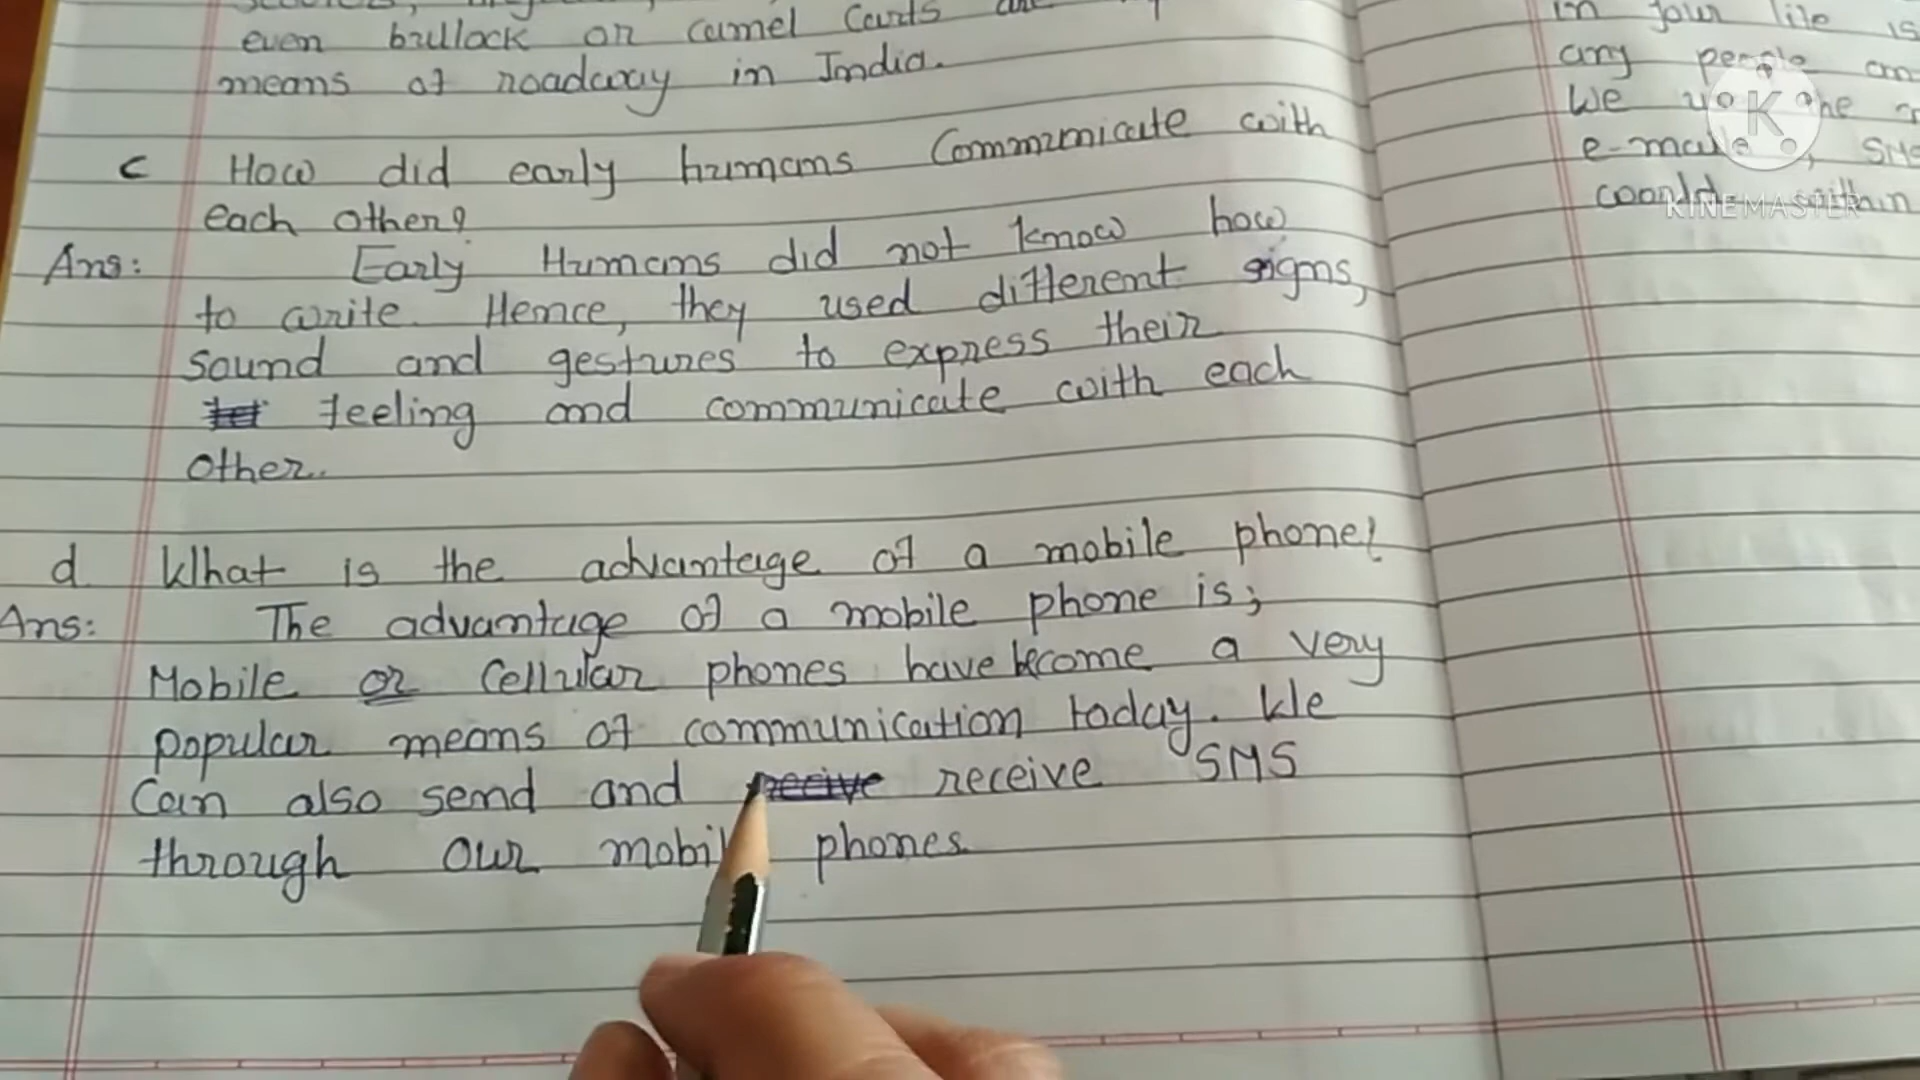 even bullock or camel carts are
means of roadway in India.
c How did early humans Communicate with
each other?
Ans: Early Humans did not know how
to write. Hence, they used different signs,
sound and gestures to express their
feeling and communicate with each
other.
d What is the advantage of a mobile phone?
Ans: The advantage of a mobile phone is;
Mobile or Cellular phones have become a very
popular means of communication today. We
Can also send and recive receive SMS
through our mobil phones.
in your life is
any people
We
e-mails, SMS
within
K
KINEMASTER